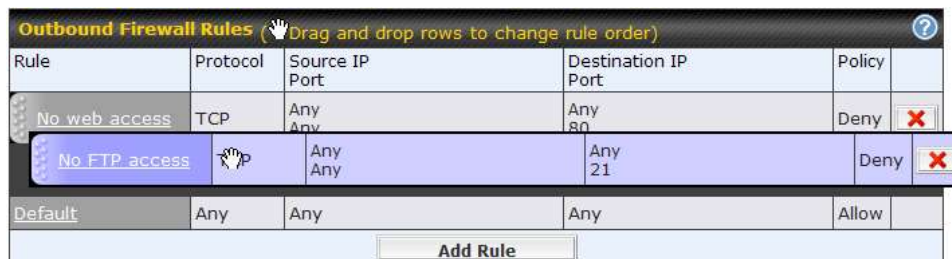 Outbound Firewall Rules (Drag and drop rows to change rule order)
Rule Protocol Source IP Port Destination IP Port Policy
No web access TCP Any Any Any 80 Deny
No FTP access Any Any Any 21 Deny
Default Any Any Any Allow
Add Rule